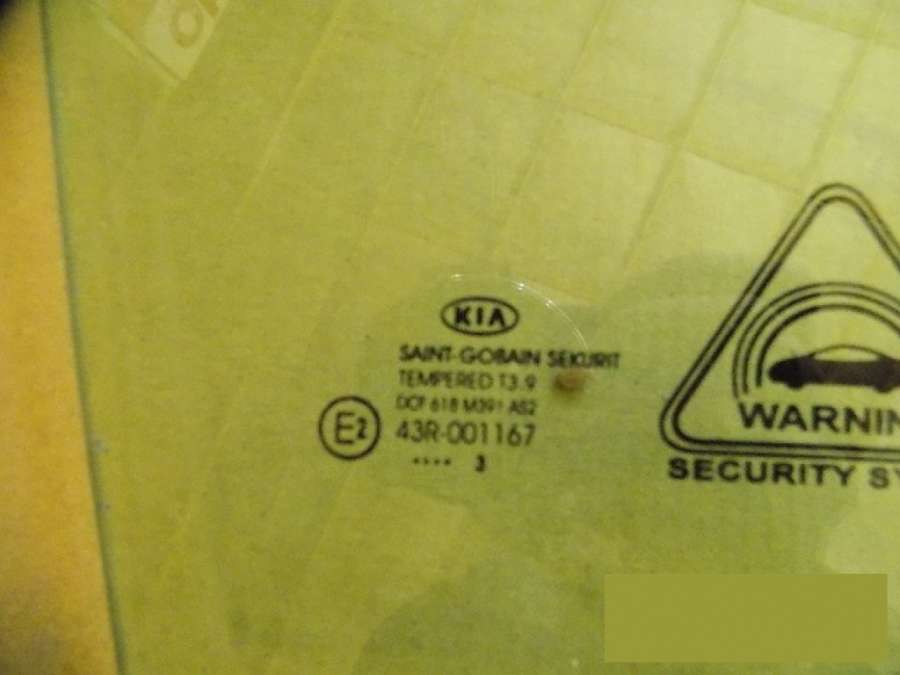 KIA
SAINT-GOBAIN SEKURIT
TEMPERED T3.9
DOT 618 M391 AS2
E2 43R-001167
.... 3
WARNIN
SECURITY SY